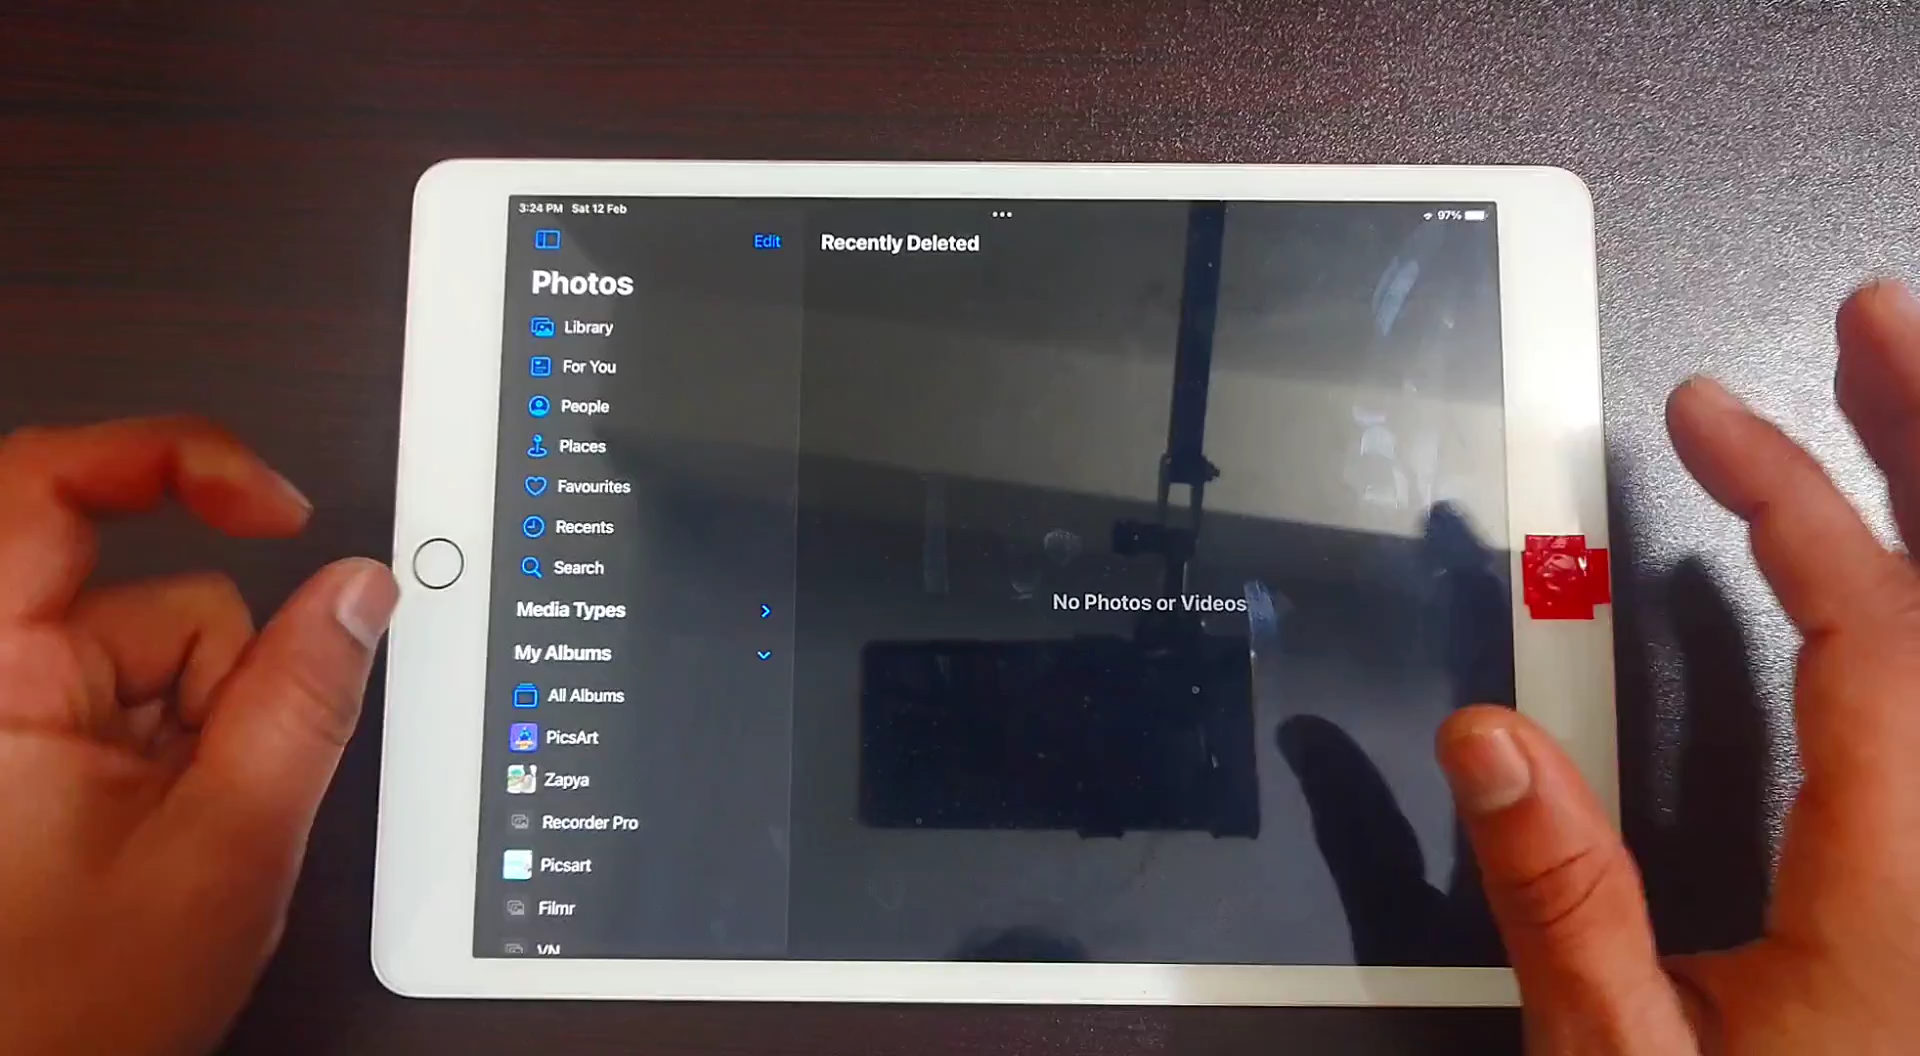 3:24 PM Sat 12 Feb
97%
Edit
Recently Deleted
Photos
Library
For You
People
Places
Favourites
Recents
Search
Media Types
My Albums
All Albums
PicsArt
Zapya
Recorder Pro
Picsart
Filmr
VN
No Photos or Videos